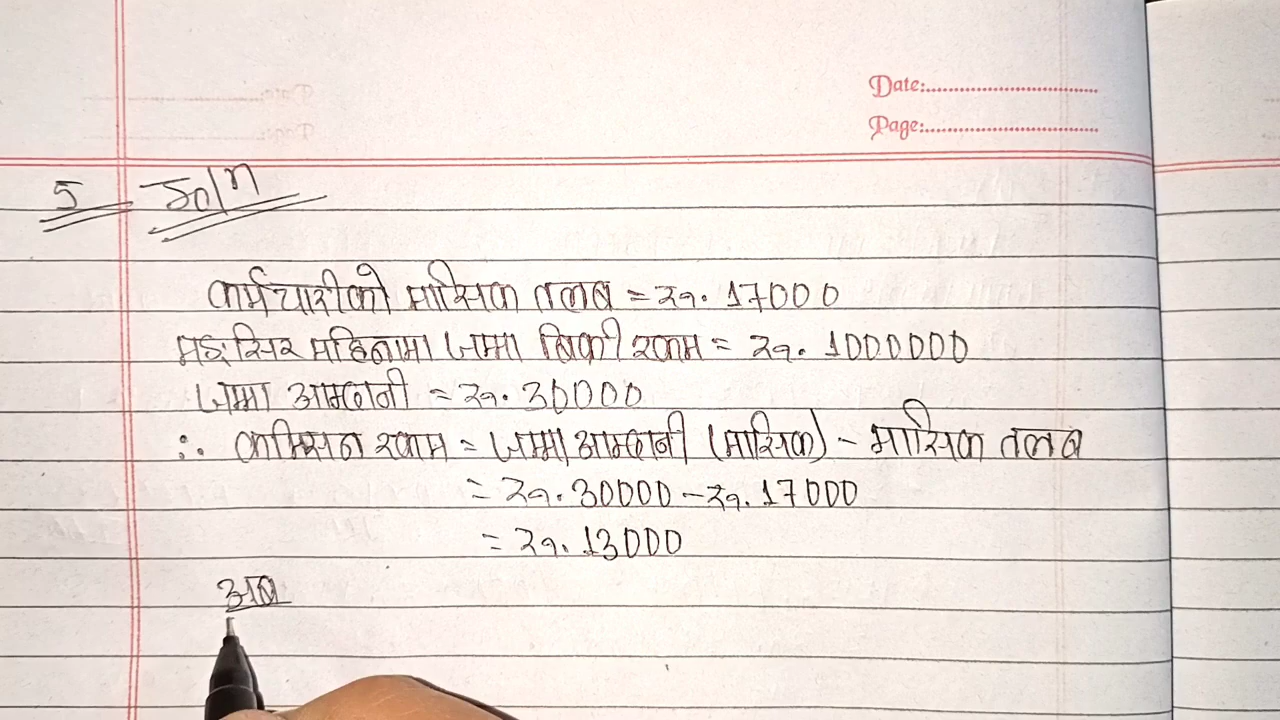 Date:
Page:
5 Solⁿ
कर्मचारीको मासिक तलब = रु. 17000
मङ्सिर महिनामा जम्मा बिक्री रकम = रु. 1000000
जम्मा आम्दानी = रु. 30000
∴ कमिसन रकम = जम्मा आम्दानी (मासिक) - मासिक तलब
= रु. 30000 - रु. 17000
= रु. 13000
अब